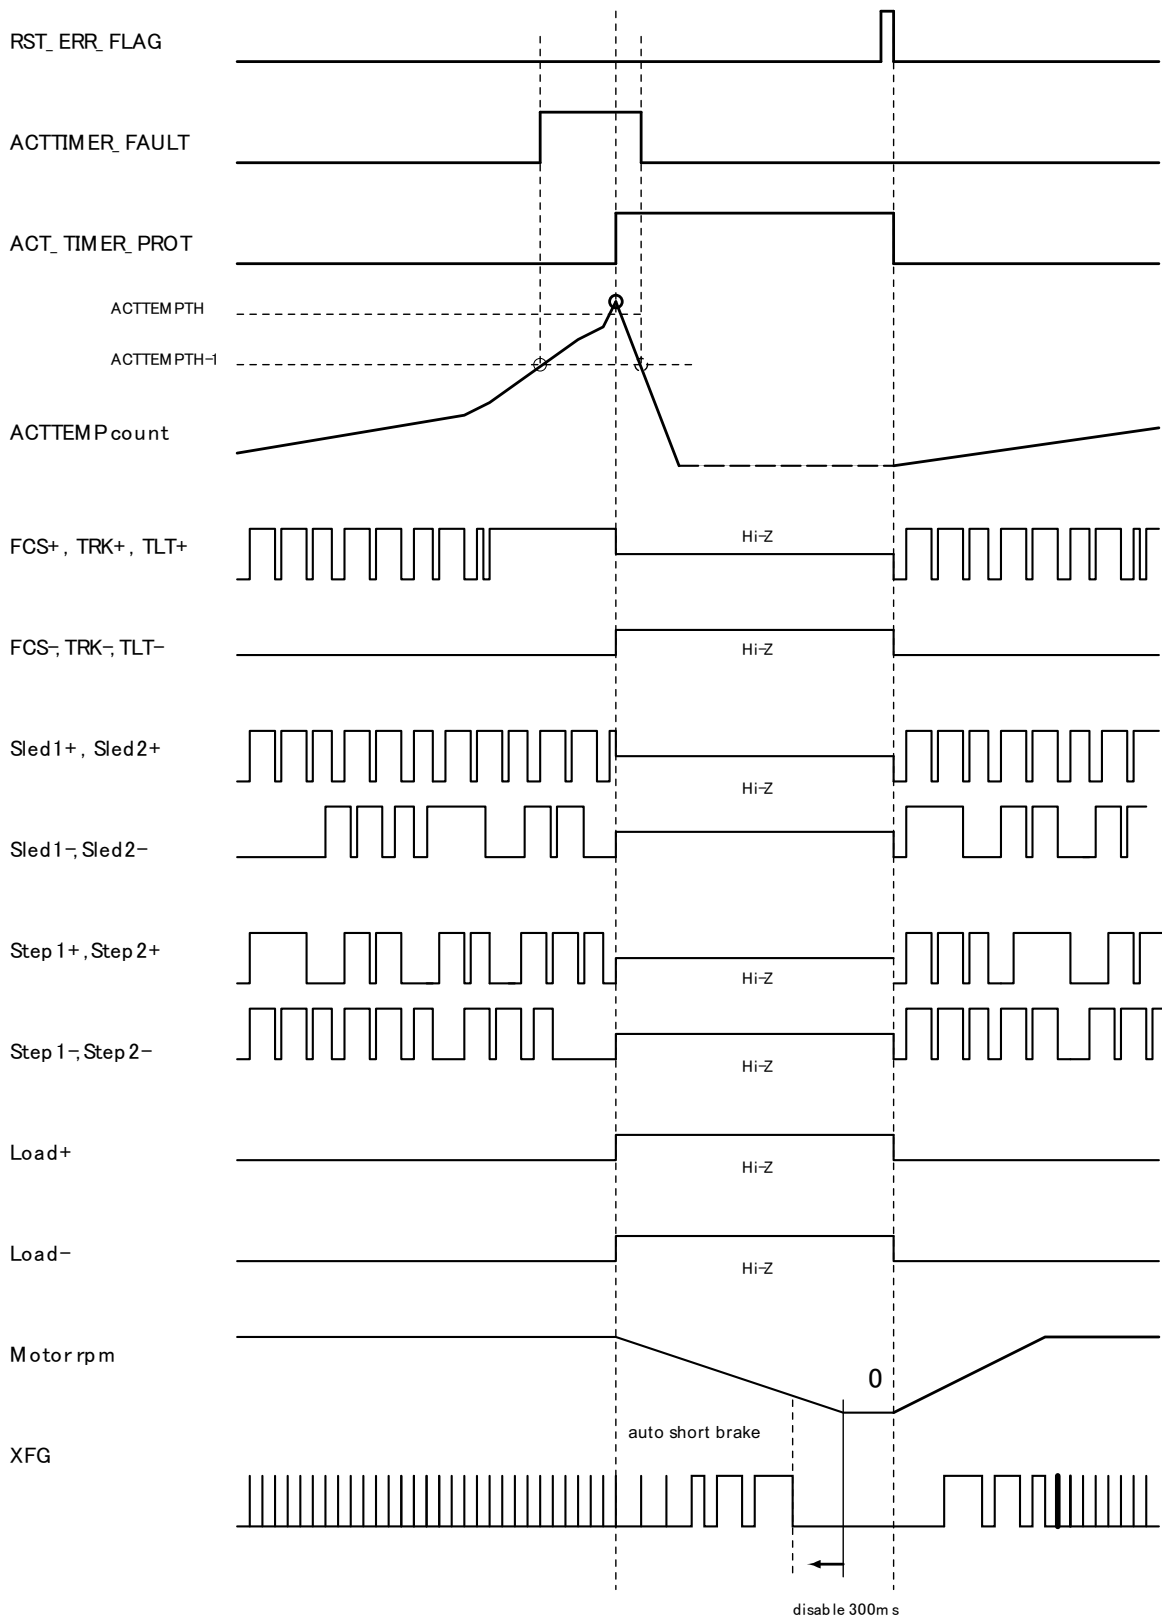 RST_ERR_FLAG
ACTTIMER_FAULT
ACT_TIMER_PROT
ACTTEMPTH
ACTTEMPTH-1
ACTTEMP count
FCS+, TRK+, TLT+
Hi-Z
FCS-, TRK-, TLT-
Hi-Z
Sled1+, Sled2+
Hi-Z
Sled1-, Sled2-
Step1+, Step2+
Hi-Z
Step1-, Step2-
Hi-Z
Load+
Hi-Z
Load-
Hi-Z
Motor rpm
0
auto short brake
XFG
disable 300ms